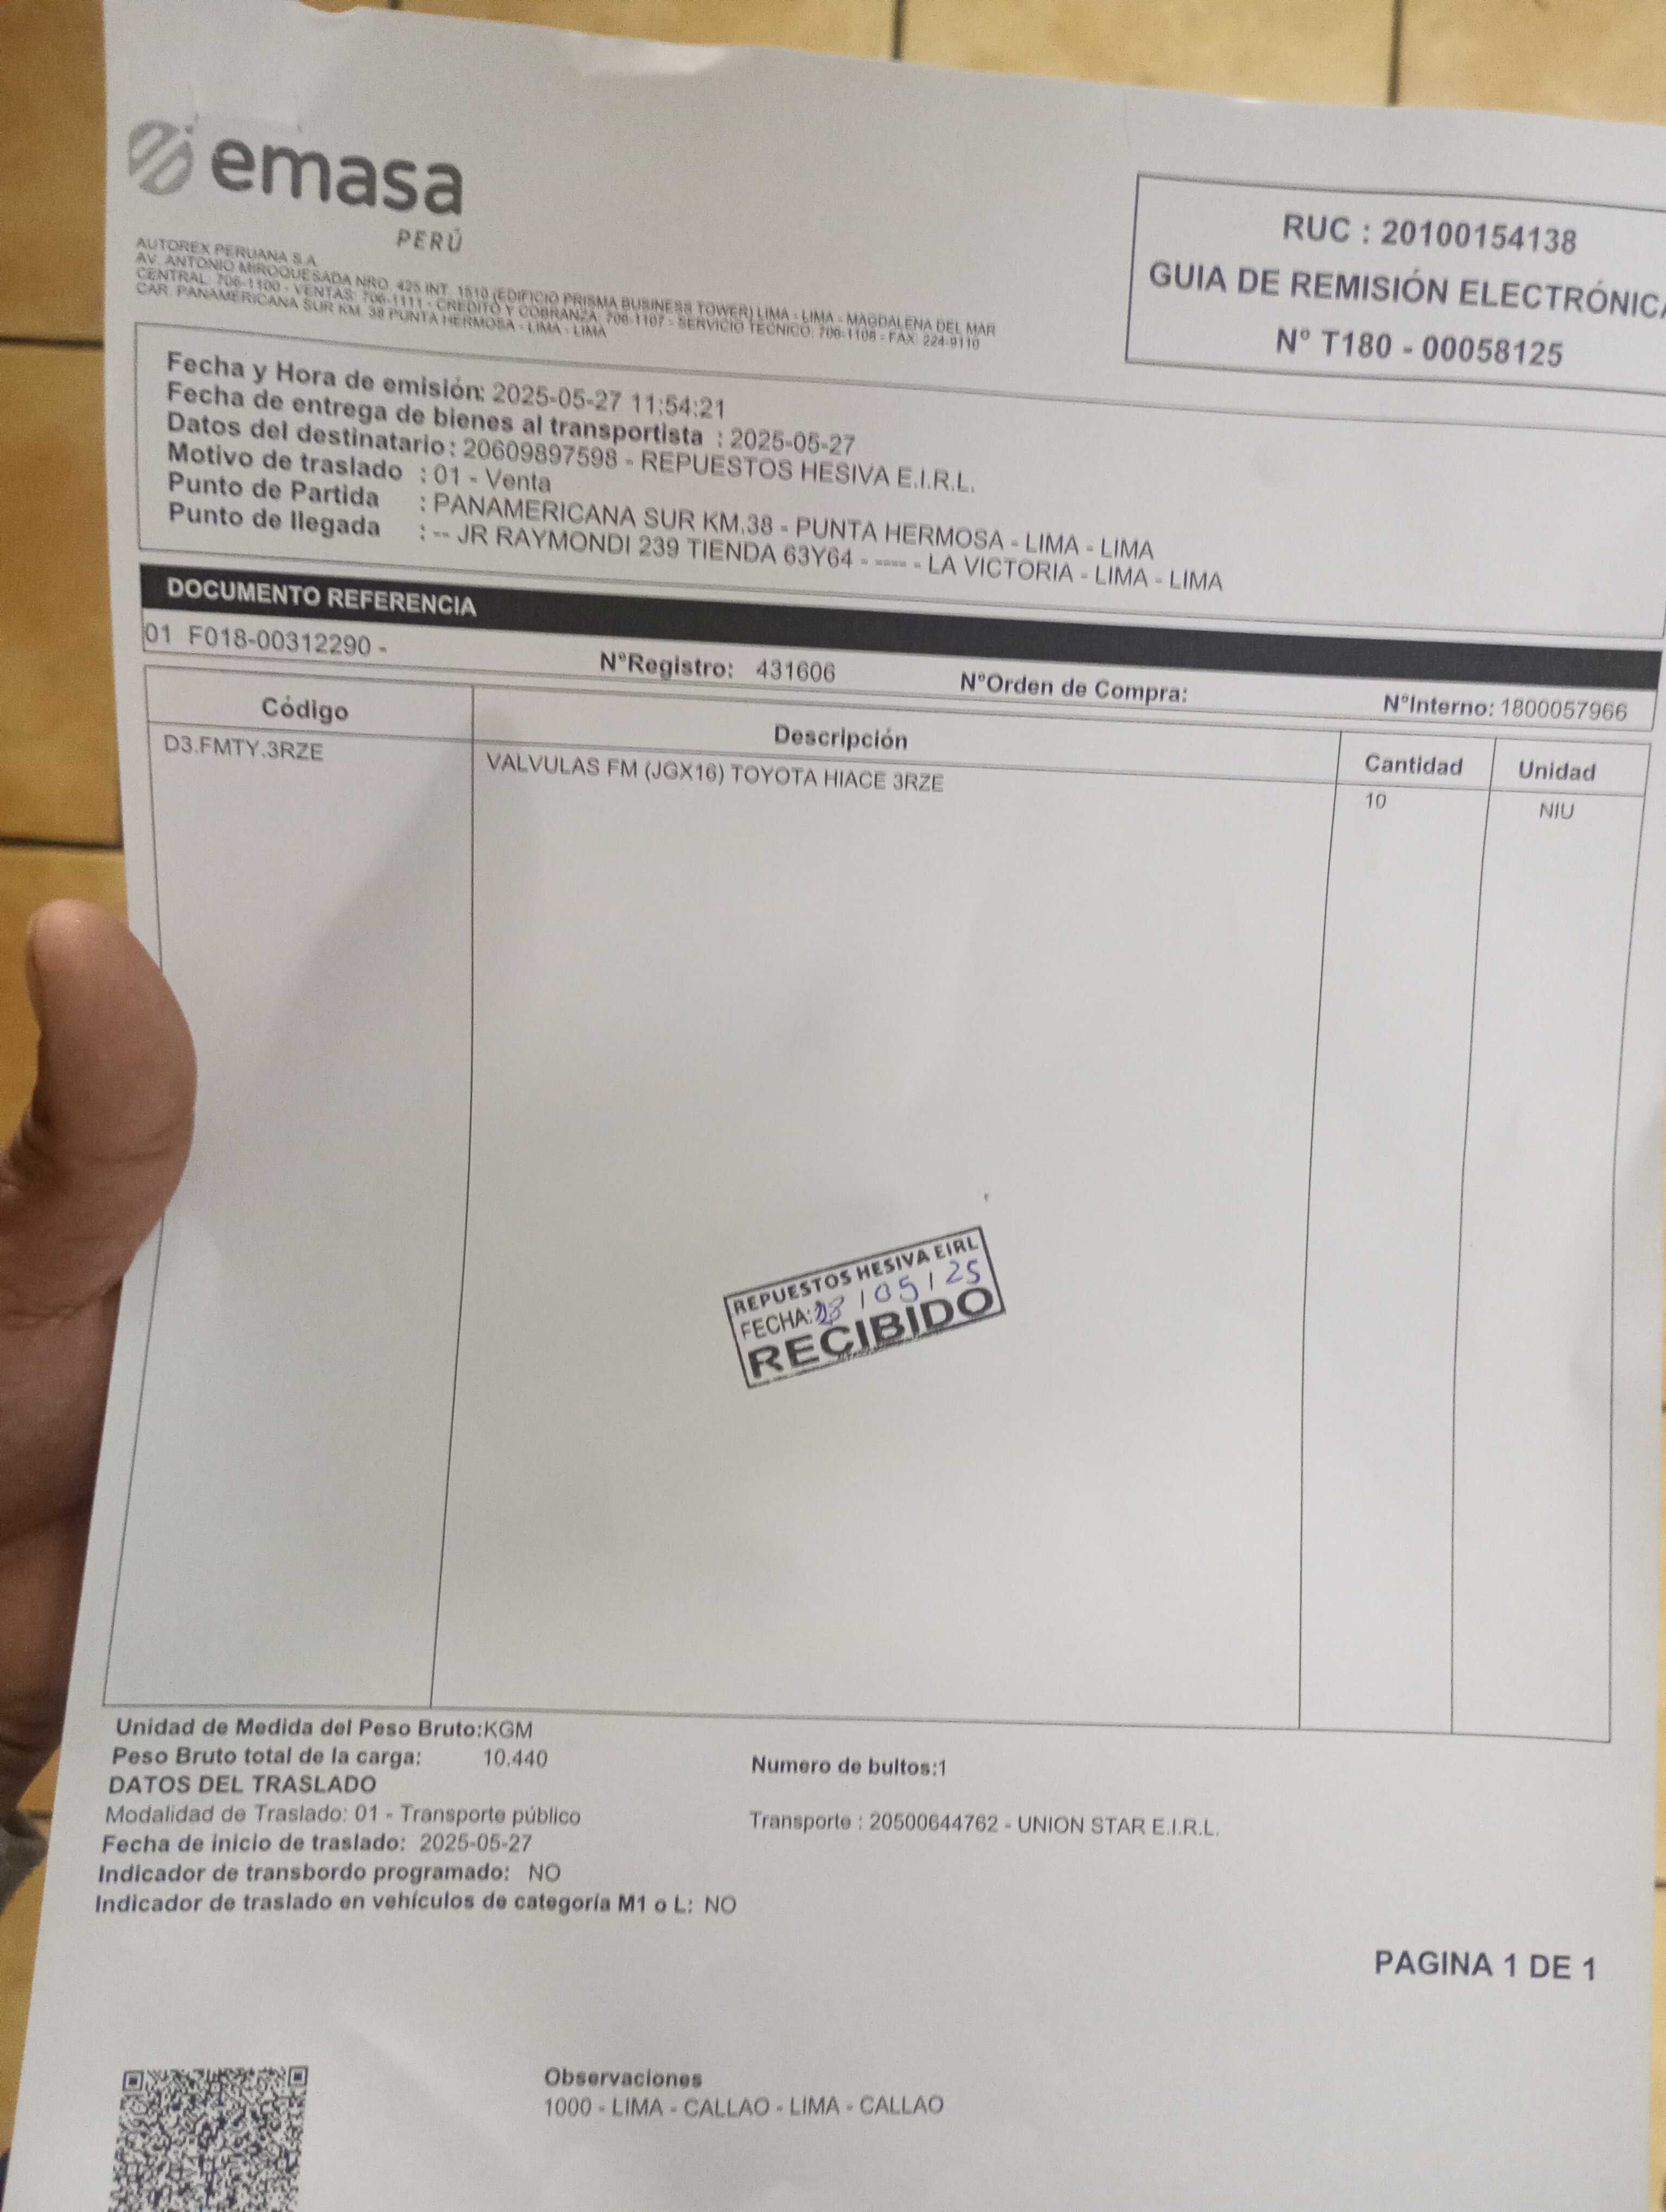 emasa
PERÚ
AUTOREX PERUANA S.A.
AV. ANTONIO MIROQUESADA NRO. 425 INT. 1510 (EDIFICIO PRISMA BUSINESS TOWER) LIMA - LIMA - MAGDALENA DEL MAR
CENTRAL: 706-1100 - VENTAS: 706-1111 - CREDITO Y COBRANZA: 706-1107 - SERVICIO TECNICO: 706-1108 - FAX: 224-9110
CAR. PANAMERICANA SUR KM. 38 PUNTA HERMOSA - LIMA - LIMA
RUC : 20100154138
GUIA DE REMISIÓN ELECTRÓNICA
Nº T180 - 00058125
Fecha y Hora de emisión: 2025-05-27 11:54:21
Fecha de entrega de bienes al transportista : 2025-05-27
Datos del destinatario : 20609897598 - REPUESTOS HESIVA E.I.R.L.
Motivo de traslado : 01 - Venta
Punto de Partida : PANAMERICANA SUR KM.38 - PUNTA HERMOSA - LIMA - LIMA
Punto de llegada : -- JR RAYMONDI 239 TIENDA 63Y64 - ---- - LA VICTORIA - LIMA - LIMA
DOCUMENTO REFERENCIA
01 F018-00312290 - NºRegistro: 431606 NºOrden de Compra: NºInterno: 1800057966
Código Descripción Cantidad Unidad
D3.FMTY.3RZE VALVULAS FM (JGX16) TOYOTA HIACE 3RZE 10 NIU
REPUESTOS HESIVA EIRL
FECHA: / 05 / 25
RECIBIDO
Unidad de Medida del Peso Bruto:KGM
Peso Bruto total de la carga: 10.440 Numero de bultos:1
DATOS DEL TRASLADO
Modalidad de Traslado: 01 - Transporte público Transporte : 20500644762 - UNION STAR E.I.R.L.
Fecha de inicio de traslado: 2025-05-27
Indicador de transbordo programado: NO
Indicador de traslado en vehículos de categoría M1 o L: NO
PAGINA 1 DE 1
Observaciones
1000 - LIMA - CALLAO - LIMA - CALLAO